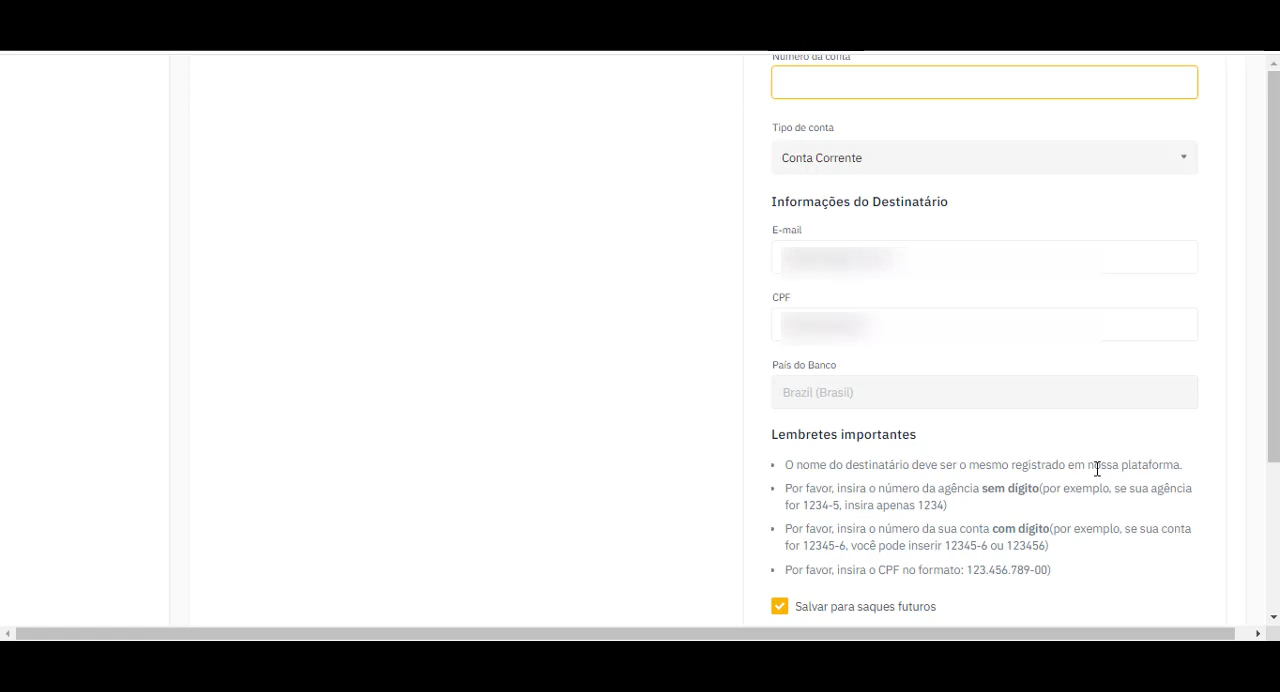 Número da conta
Tipo de conta
Conta Corrente
Informações do Destinatário
E-mail
CPF
País do Banco
Brazil (Brasil)
Lembretes importantes
• O nome do destinatário deve ser o mesmo registrado em nossa plataforma.
• Por favor, insira o número da agência sem dígito(por exemplo, se sua agência
for 1234-5, insira apenas 1234)
• Por favor, insira o número da sua conta com dígito(por exemplo, se sua conta
for 12345-6, você pode inserir 12345-6 ou 123456)
• Por favor, insira o CPF no formato: 123.456.789-00)
Salvar para saques futuros